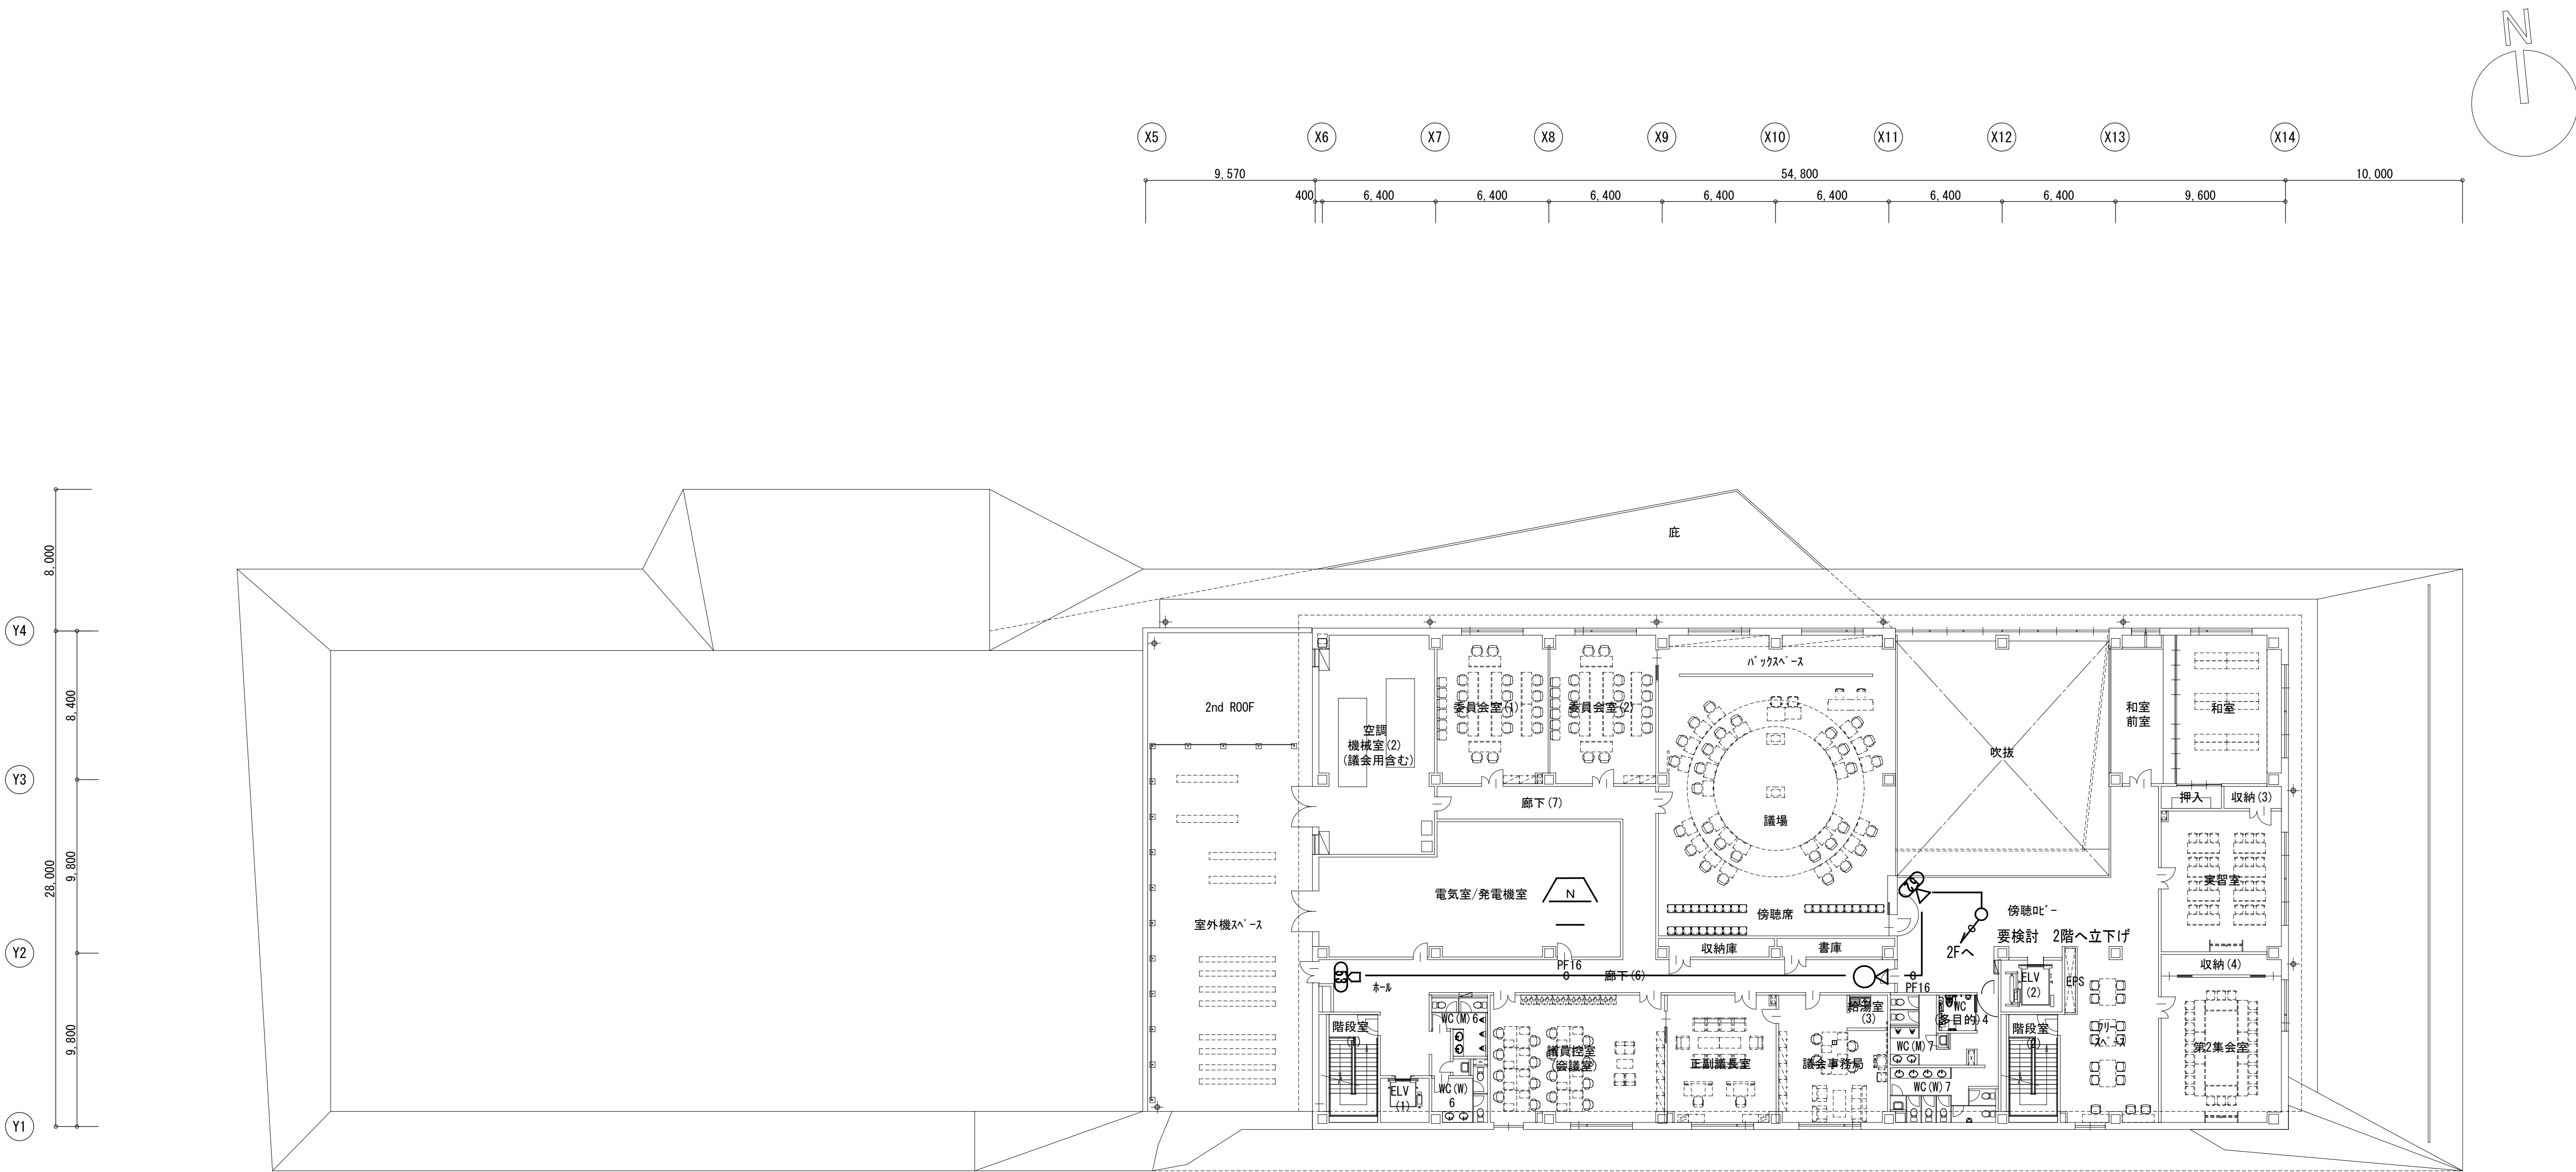 N
X5
X6
X7
X8
X9
X10
X11
X12
X13
X14
9,570
54,800
10,000
400
6,400
6,400
6,400
6,400
6,400
6,400
6,400
9,600
庇
8,000
Y4
8,400
Y3
28,000
9,800
Y2
9,800
Y1
2nd ROOF
空調
機械室(2)
(議会用含む)
委員会室(1)
委員会室(2)
バックスペース
和室
前室
和室
吹抜
廊下(7)
議場
押入
収納(3)
電気室/発電機室
N
実習室
室外機スペース
傍聴席
52
傍聴ロビー
要検討 2階へ立下げ
2Fへ
収納庫
書庫
収納(4)
53
PF16
廊下(6)
ホール
PF16
ELV
(2)
EPS
階段室
(1)
WC(M)6
給湯室
(3)
WC
(多目的)4
階段室
(2)
フリー
スペース
第2集会室
議員控室
(会議室)
正副議長室
議会事務局
WC(M)7
ELV
(1)
WC(W)
6
WC(W)7